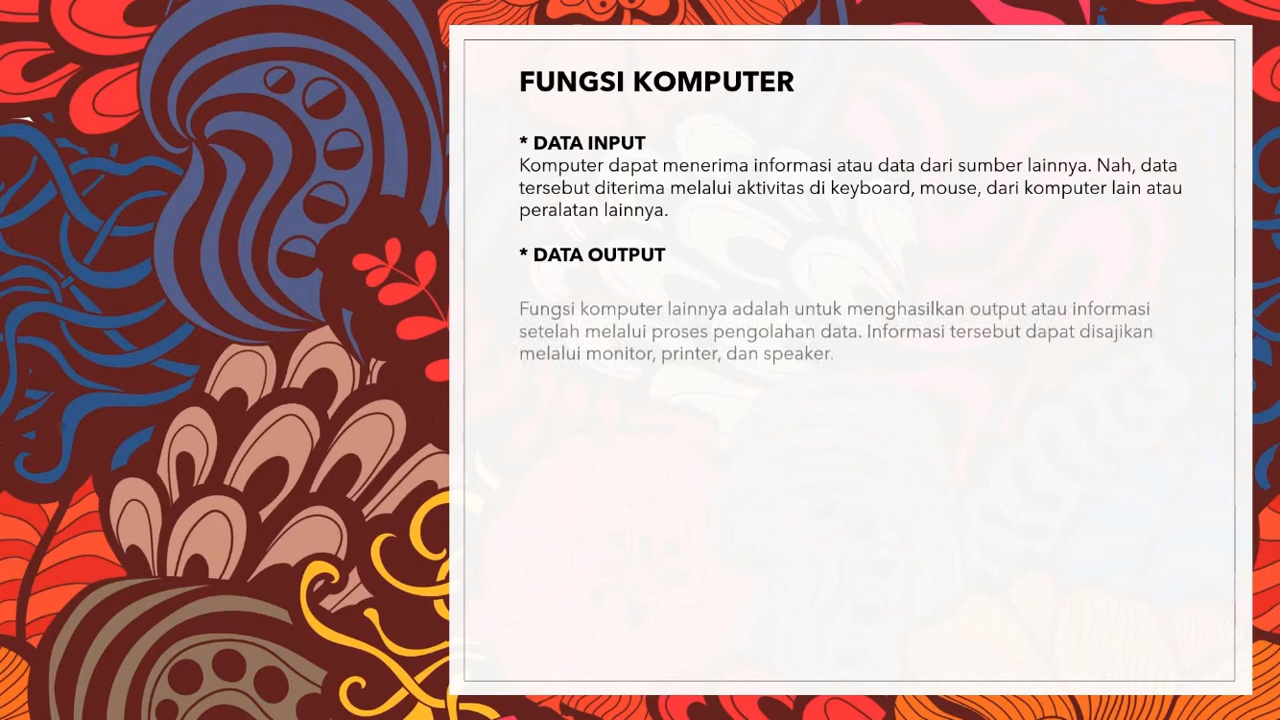 FUNGSI KOMPUTER
* DATA INPUT
Komputer dapat menerima informasi atau data dari sumber lainnya. Nah, data
tersebut diterima melalui aktivitas di keyboard, mouse, dari komputer lain atau
peralatan lainnya.
* DATA OUTPUT
Fungsi komputer lainnya adalah untuk menghasilkan output atau informasi
setelah melalui proses pengolahan data. Informasi tersebut dapat disajikan
melalui monitor, printer, dan speaker.